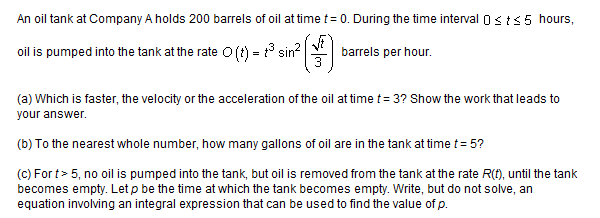 An oil tank at Company A holds 200 barrels of oil at time t = 0. During the time interval 0 ≤ t ≤ 5 hours,
oil is pumped into the tank at the rate O(t) = t³ sin² (√t/3) barrels per hour.
(a) Which is faster, the velocity or the acceleration of the oil at time t = 3? Show the work that leads to
your answer.
(b) To the nearest whole number, how many gallons of oil are in the tank at time t = 5?
(c) For t > 5, no oil is pumped into the tank, but oil is removed from the tank at the rate R(t), until the tank
becomes empty. Let p be the time at which the tank becomes empty. Write, but do not solve, an
equation involving an integral expression that can be used to find the value of p.